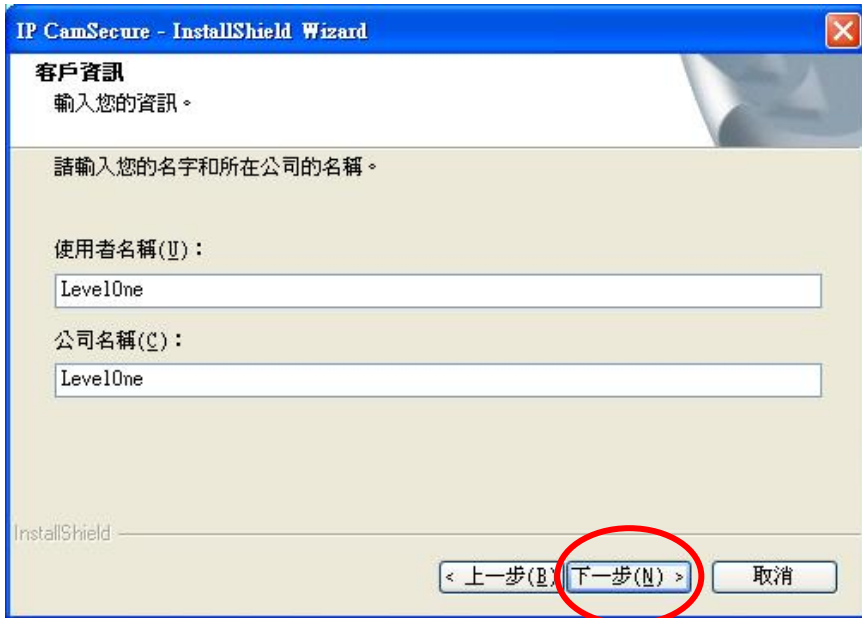 IP CamSecure - InstallShield Wizard
客戶資訊
輸入您的資訊。
請輸入您的名字和所在公司的名稱。
使用者名稱(U)：
LevelOne
公司名稱(C)：
LevelOne
InstallShield
< 上一步(B) 下一步(N) > 取消